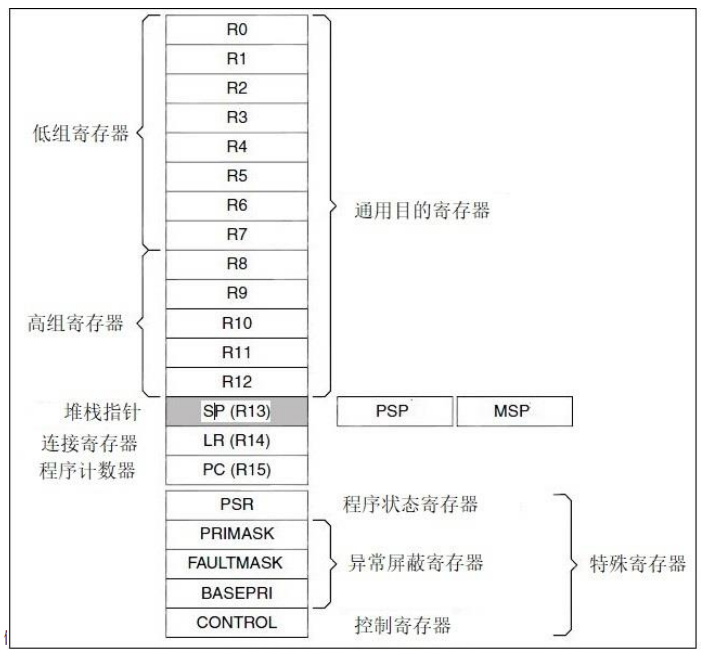 R0
R1
R2
R3
低组寄存器
R4
R5
R6
通用目的寄存器
R7
R8
R9
高组寄存器
R10
R11
R12
堆栈指针 SP (R13) PSP MSP
连接寄存器 LR (R14)
程序计数器 PC (R15)
PSR 程序状态寄存器
PRIMASK
FAULTMASK 异常屏蔽寄存器 特殊寄存器
BASEPRI
CONTROL 控制寄存器